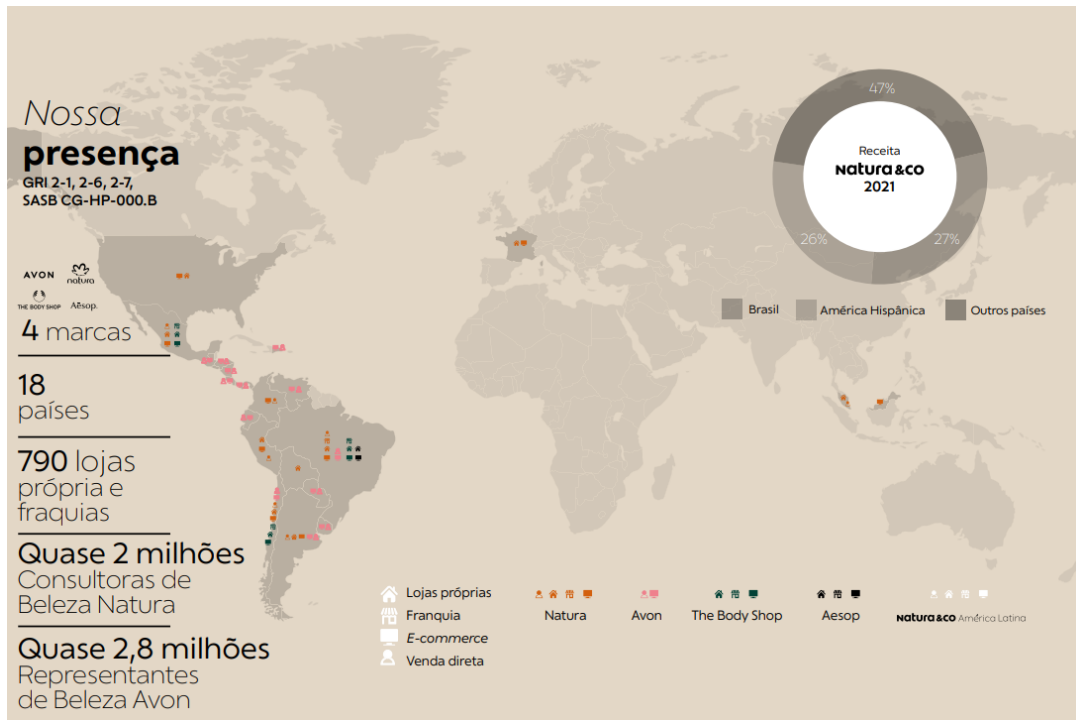 Nossa
presença
GRI 2-1, 2-6, 2-7,
SASB CG-HP-000.B
AVON
natura
THE BODY SHOP
Aēsop.
4 marcas
18
países
790 lojas
própria e
fraquias
Quase 2 milhões
Consultoras de
Beleza Natura
Quase 2,8 milhões
Representantes
de Beleza Avon
47%
Receita
natura &co
2021
26%
27%
Brasil
América Hispânica
Outros países
Lojas próprias
Franquia
E-commerce
Venda direta
Natura
Avon
The Body Shop
Aesop
natura &co América Latina